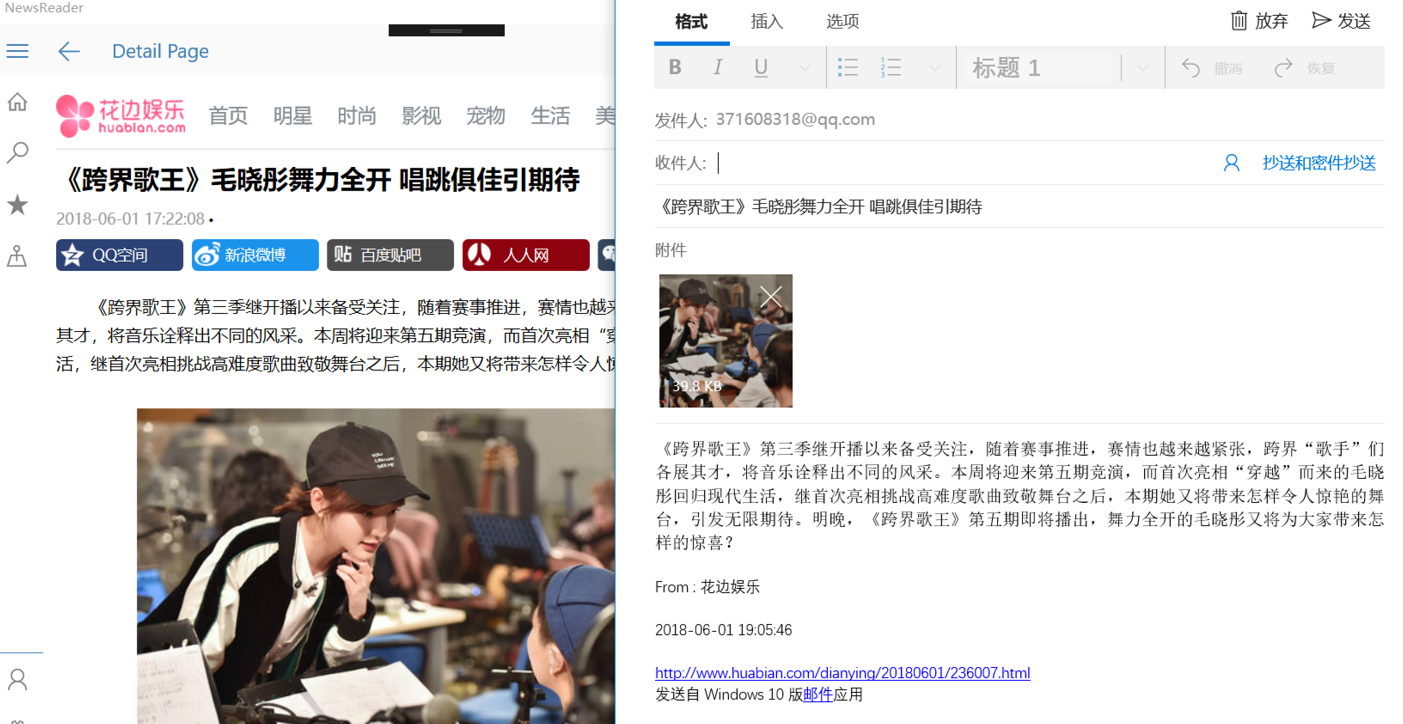 NewsReader
Detail Page
花边娱乐
huabian.com
首页 明星 时尚 影视 宠物 生活 美
《跨界歌王》毛晓彤舞力全开 唱跳俱佳引期待
2018-06-01 17:22:08 •
QQ空间 新浪微博 贴 百度贴吧 人人网
《跨界歌王》第三季继开播以来备受关注，随着赛事推进，赛情也越来
其才，将音乐诠释出不同的风采。本周将迎来第五期竞演，而首次亮相“穿
活，继首次亮相挑战高难度歌曲致敬舞台之后，本期她又将带来怎样令人惊
YOU
CAN WAY
SEE ME
格式 插入 选项 放弃 发送
B I U 标题 1 撤消 恢复
发件人: 371608318@qq.com
收件人: 抄送和密件抄送
《跨界歌王》毛晓彤舞力全开 唱跳俱佳引期待
附件
39.8 KB
《跨界歌王》第三季继开播以来备受关注，随着赛事推进，赛情也越来越紧张，跨界“歌手”们
各展其才，将音乐诠释出不同的风采。本周将迎来第五期竞演，而首次亮相“穿越”而来的毛晓
彤回归现代生活，继首次亮相挑战高难度歌曲致敬舞台之后，本期她又将带来怎样令人惊艳的舞
台，引发无限期待。明晚，《跨界歌王》第五期即将播出，舞力全开的毛晓彤又将为大家带来怎
样的惊喜？
From : 花边娱乐
2018-06-01 19:05:46
http://www.huabian.com/dianying/20180601/236007.html
发送自 Windows 10 版邮件应用